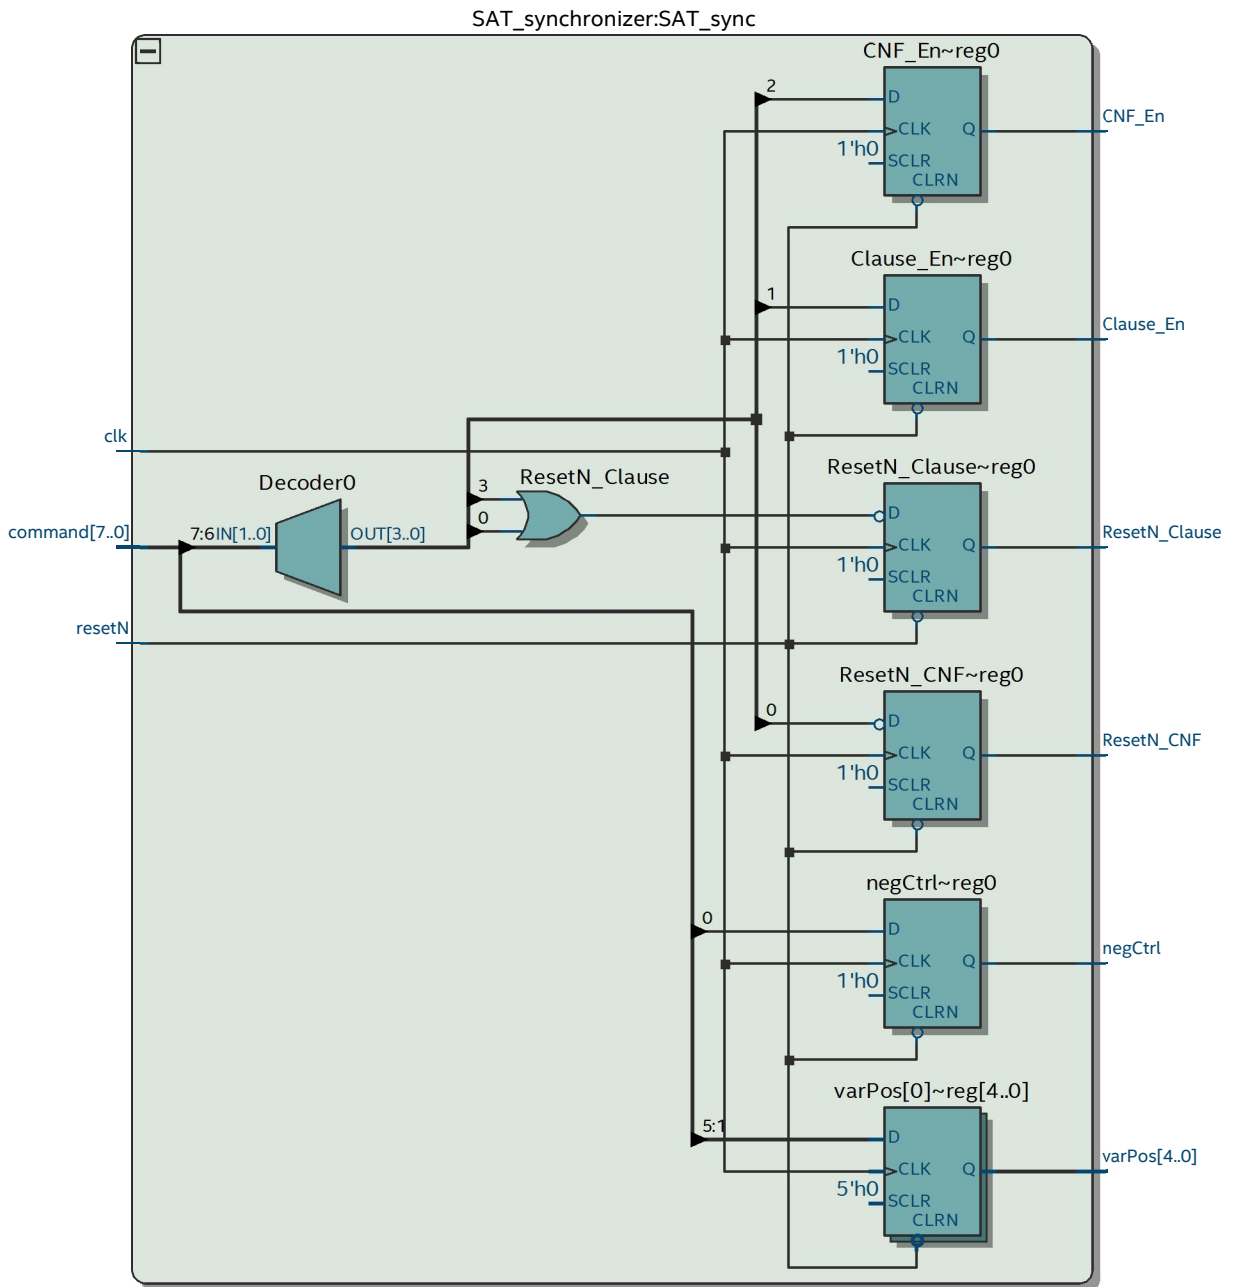 SAT_synchronizer:SAT_sync
CNF_En~reg0
2
D
CLK
Q
1'h0
SCLR
CLRN
CNF_En
Clause_En~reg0
1
D
CLK
Q
1'h0
SCLR
CLRN
Clause_En
clk
Decoder0
command[7..0]
7:6
IN[1..0]
OUT[3..0]
3
0
ResetN_Clause
ResetN_Clause~reg0
D
CLK
Q
1'h0
SCLR
CLRN
ResetN_Clause
resetN
ResetN_CNF~reg0
0
D
CLK
Q
1'h0
SCLR
CLRN
ResetN_CNF
negCtrl~reg0
0
D
CLK
Q
1'h0
SCLR
CLRN
negCtrl
varPos[0]~reg[4..0]
5:1
D
CLK
Q
5'h0
SCLR
CLRN
varPos[4..0]